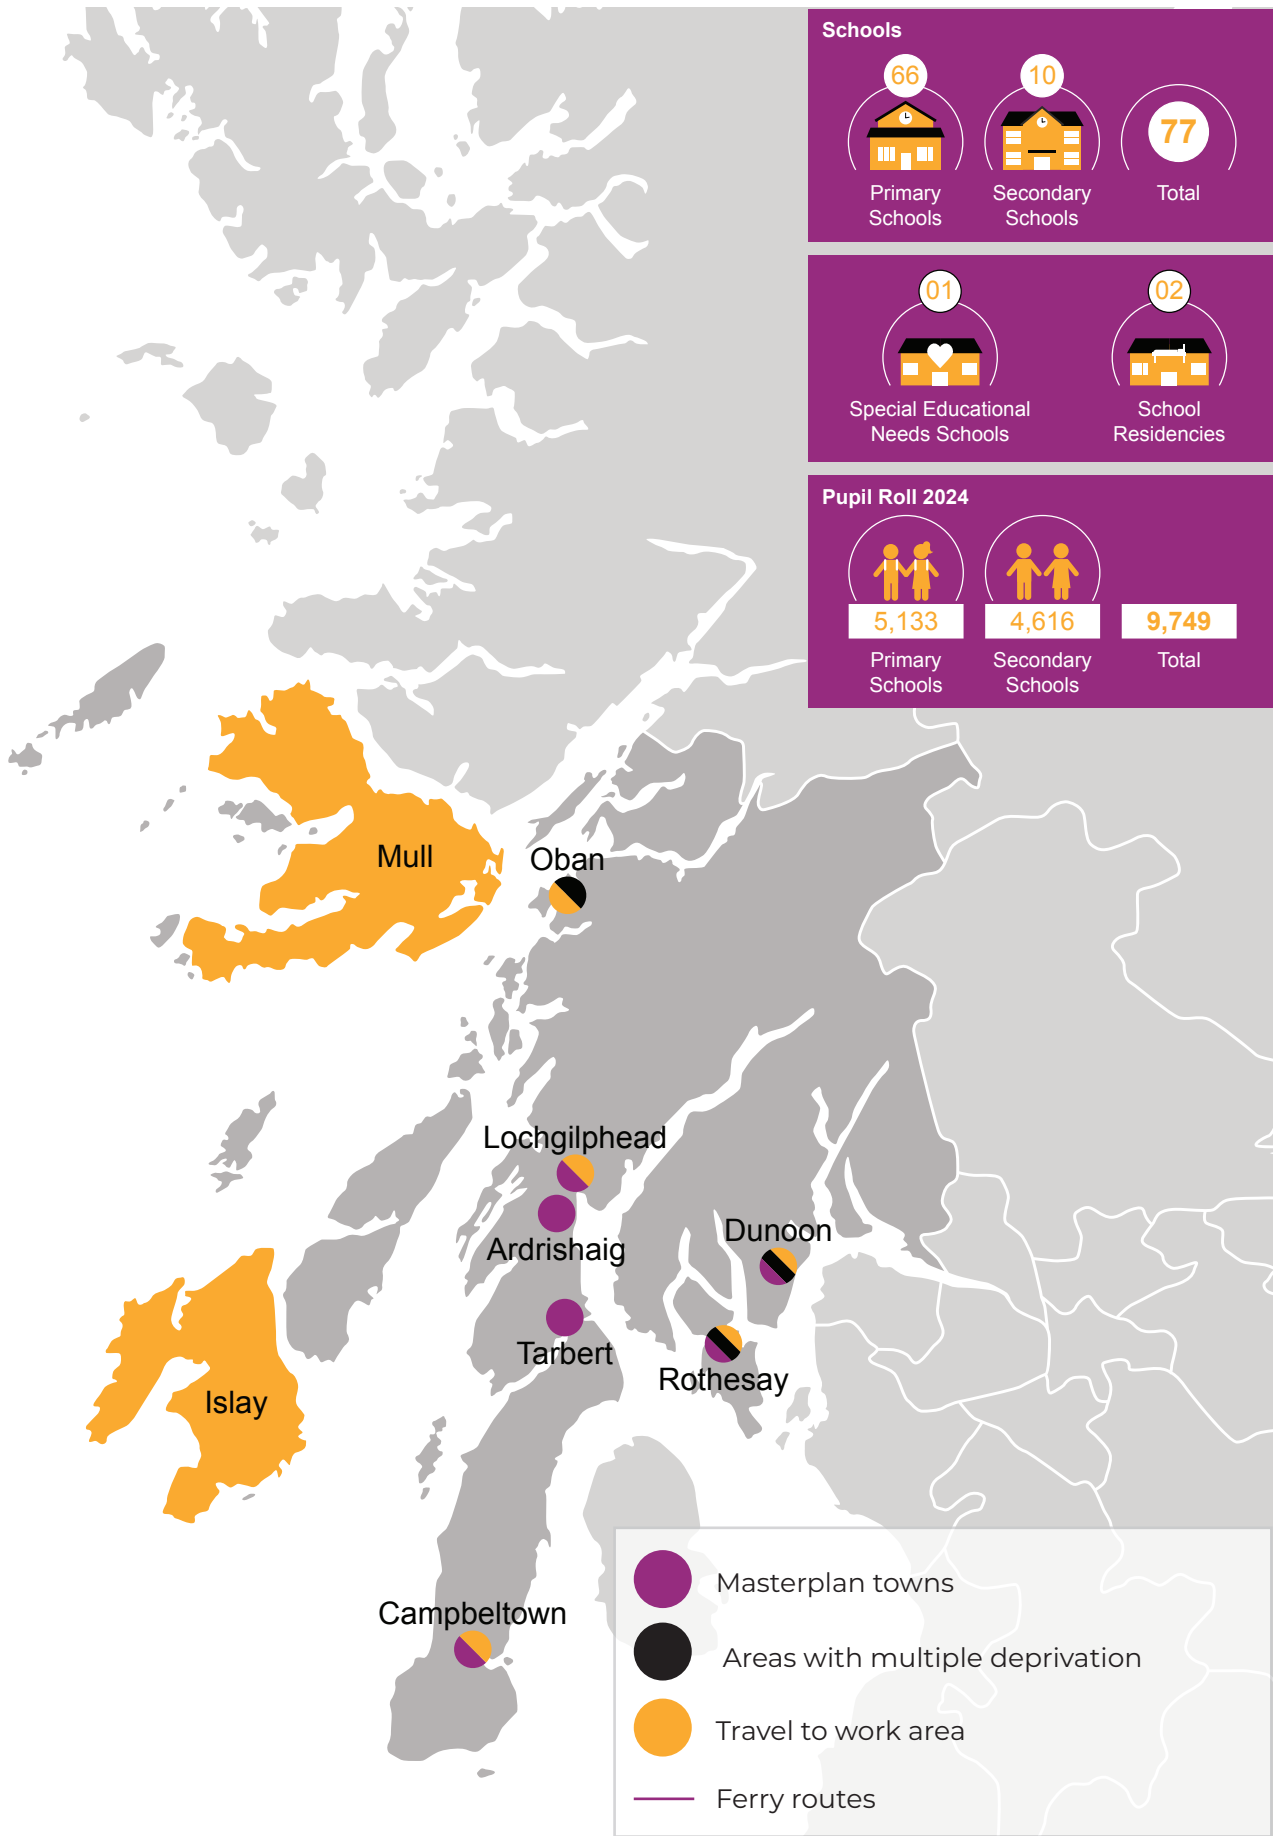 Schools
66
10
77
Primary
Schools
Secondary
Schools
Total
01
02
Special Educational
Needs Schools
School
Residencies
Pupil Roll 2024
5,133
4,616
9,749
Primary
Schools
Secondary
Schools
Total
Mull
Oban
Lochgilphead
Ardrishaig
Dunoon
Tarbert
Rothesay
Islay
Campbeltown
Masterplan towns
Areas with multiple deprivation
Travel to work area
Ferry routes